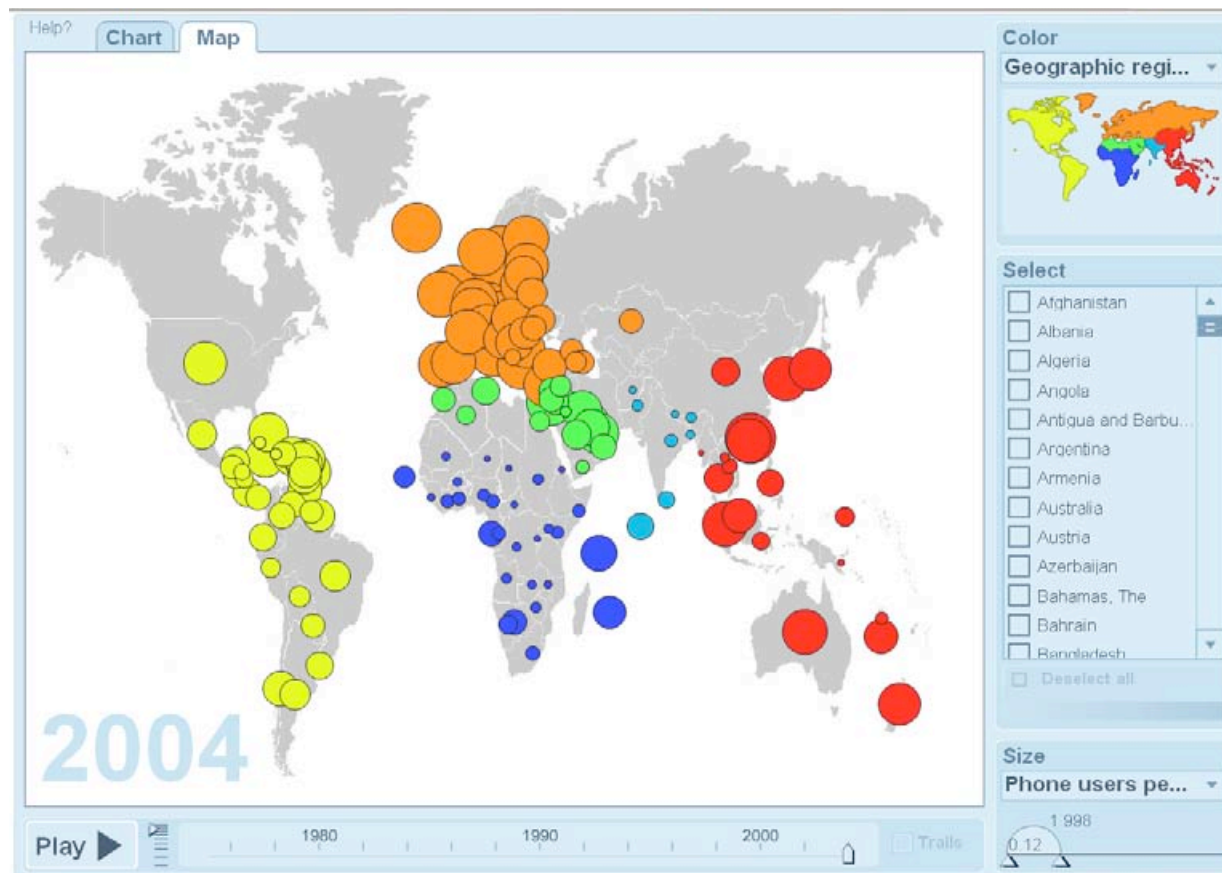 Help?
Chart
Map
2004
Play
1980
1990
2000
Trails
Color
Geographic regi...
Select
Afghanistan
Albania
Algeria
Angola
Antigua and Barbu...
Argentina
Armenia
Australia
Austria
Azerbaijan
Bahamas, The
Bahrain
Bangladesh
Deselect all
Size
Phone users pe...
1 998
0.12